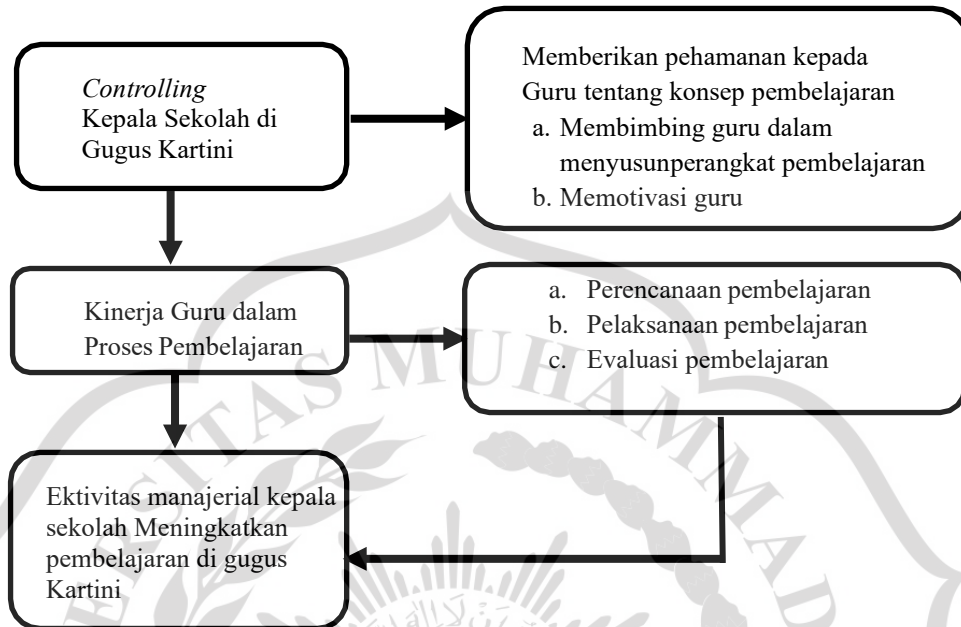 Controlling
Kepala Sekolah di
Gugus Kartini
Memberikan pehamanan kepada
Guru tentang konsep pembelajaran
a. Membimbing guru dalam
menyusunperangkat pembelajaran
b. Memotivasi guru
Kinerja Guru dalam
Proses Pembelajaran
a. Perencanaan pembelajaran
b. Pelaksanaan pembelajaran
c. Evaluasi pembelajaran
Ektivitas manajerial kepala
sekolah Meningkatkan
pembelajaran di gugus
Kartini
ERSITAS MUHAMMAD